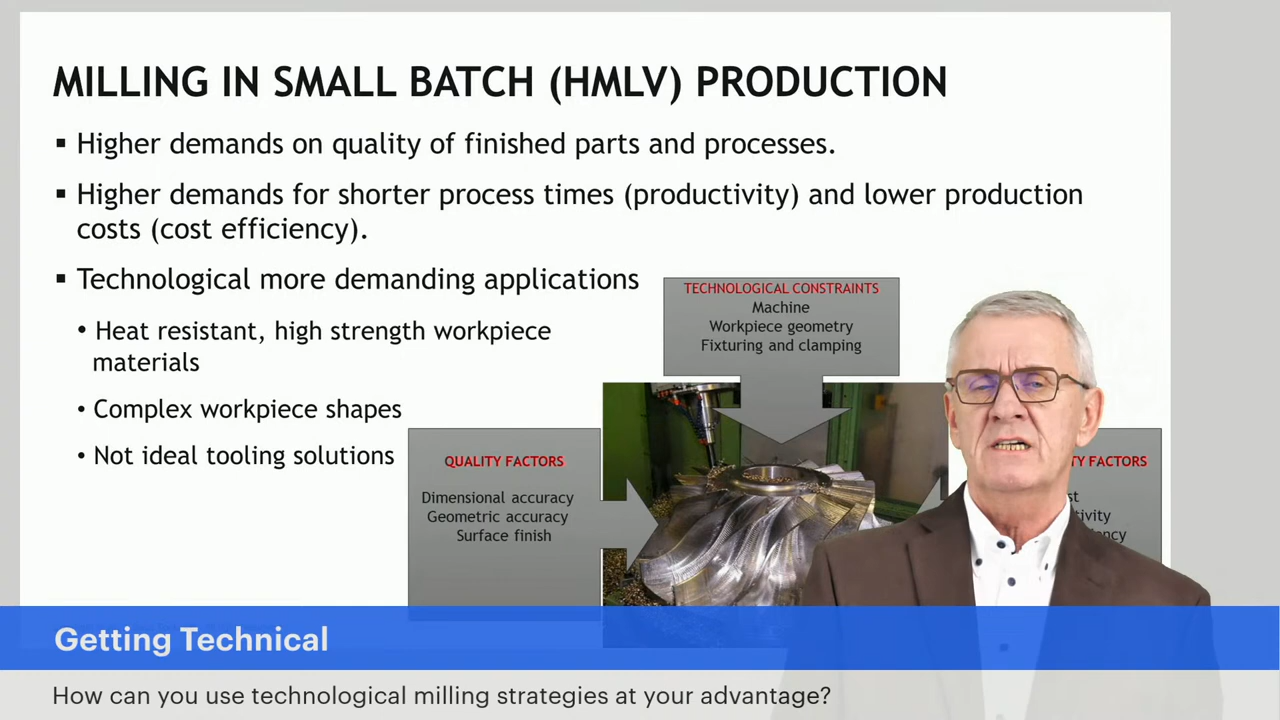 MILLING IN SMALL BATCH (HMLV) PRODUCTION
▪ Higher demands on quality of finished parts and processes.
▪ Higher demands for shorter process times (productivity) and lower production
costs (cost efficiency).
▪ Technological more demanding applications
• Heat resistant, high strength workpiece
materials
• Complex workpiece shapes
• Not ideal tooling solutions
TECHNOLOGICAL CONSTRAINTS
Machine
Workpiece geometry
Fixturing and clamping
QUALITY FACTORS
Dimensional accuracy
Geometric accuracy
Surface finish
FACTORS
Getting Technical
How can you use technological milling strategies at your advantage?